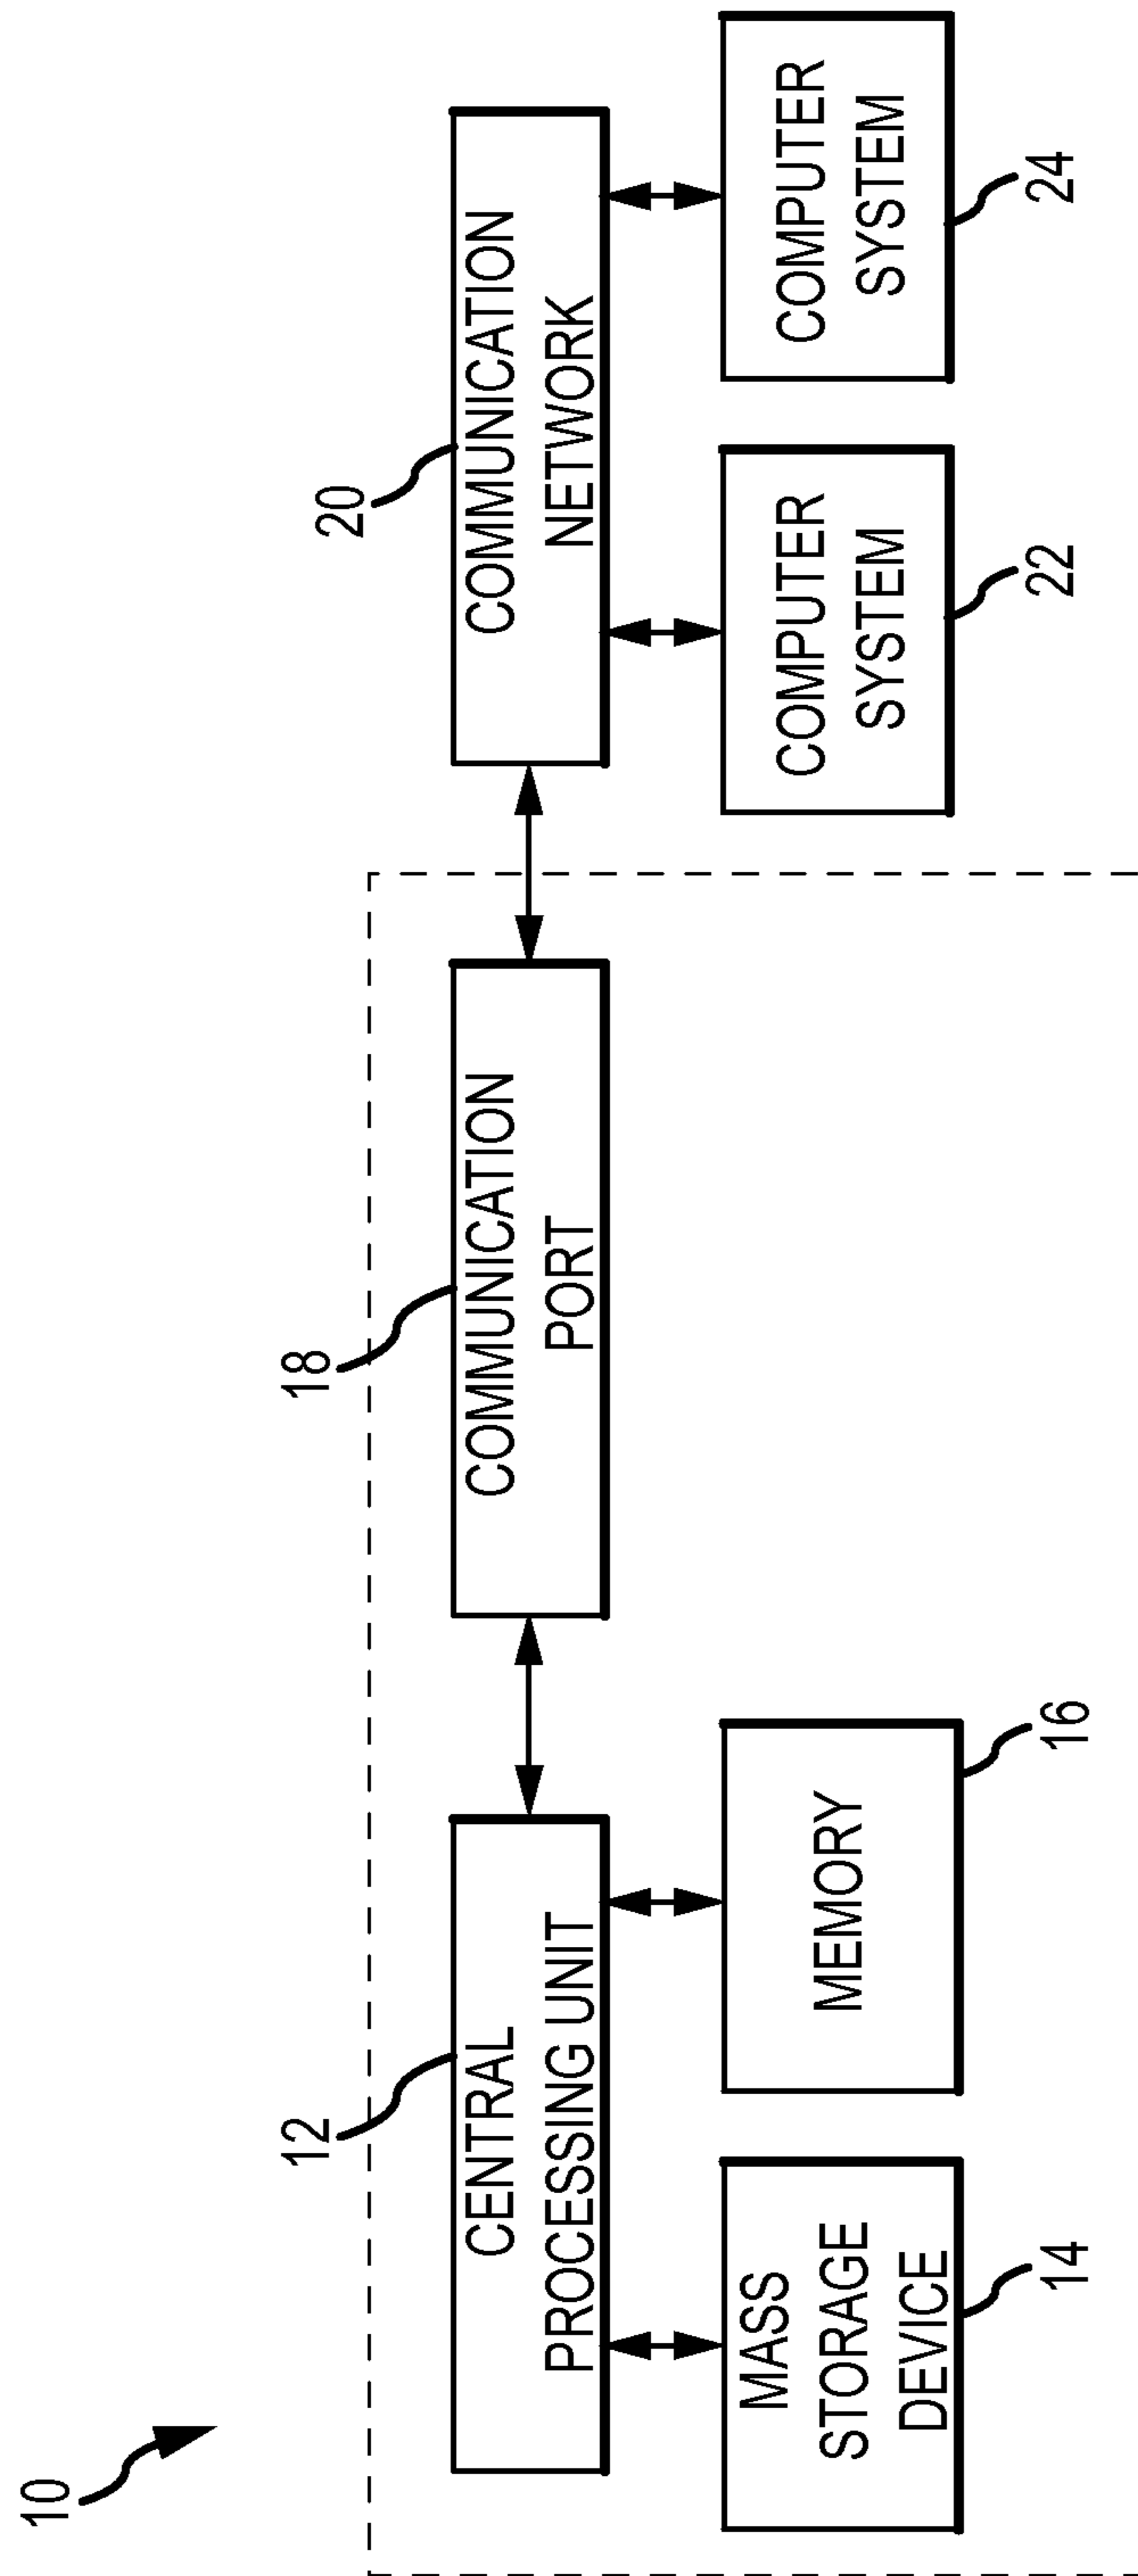 10
12
CENTRAL
PROCESSING UNIT
18
COMMUNICATION
PORT
20
COMMUNICATION
NETWORK
MASS
STORAGE
DEVICE
14
MEMORY
16
COMPUTER
SYSTEM
22
COMPUTER
SYSTEM
24